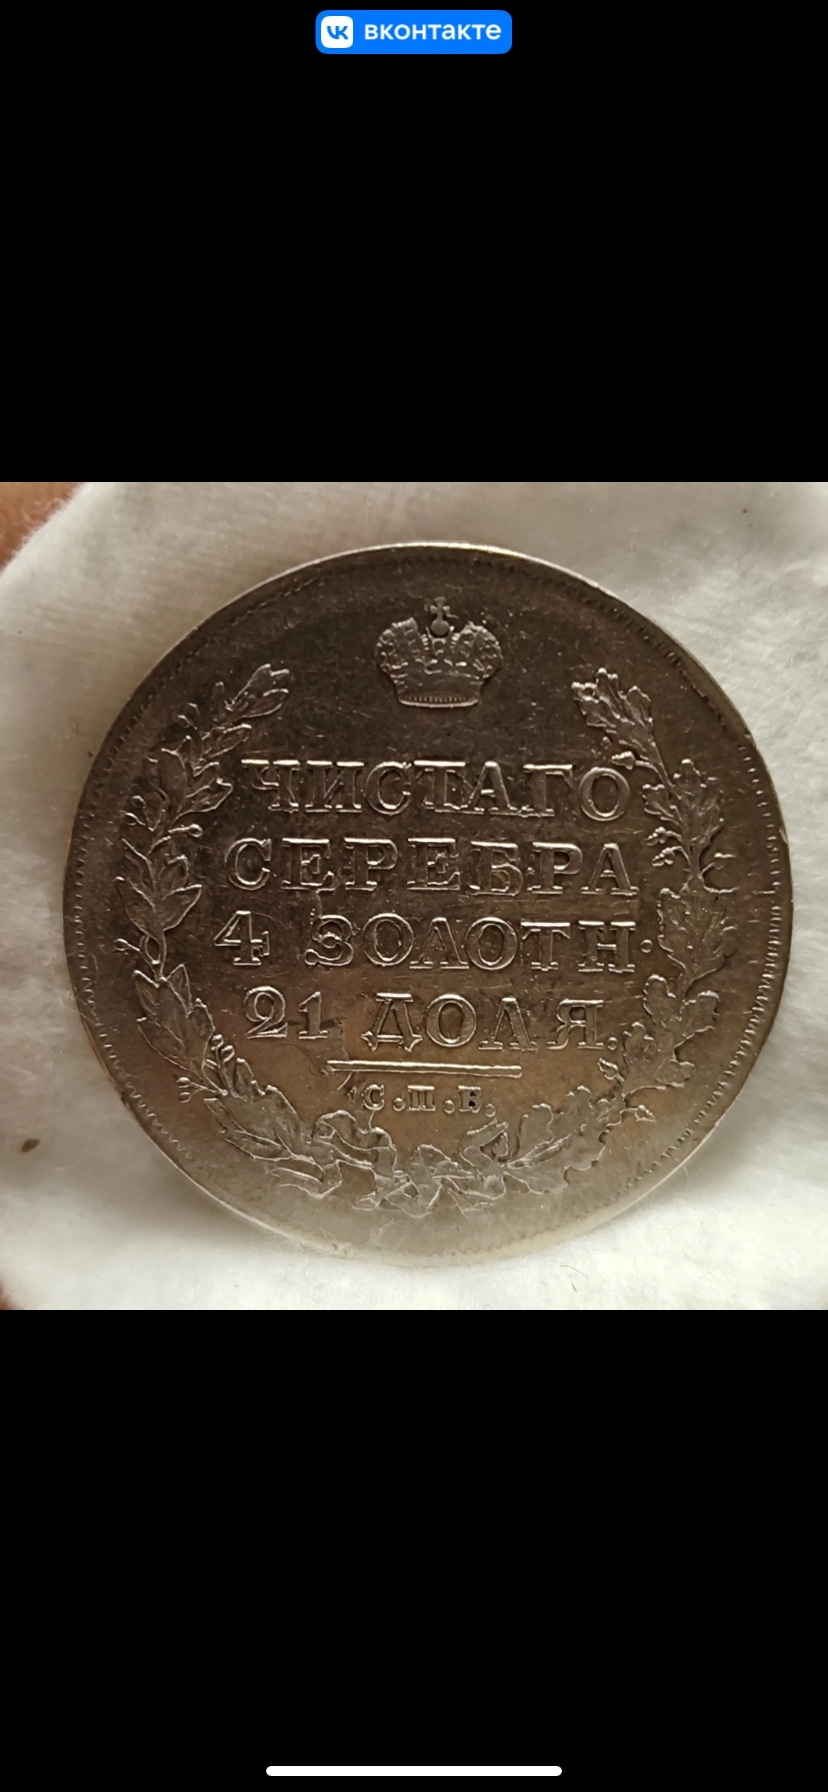 вконтакте
ЧИСТАГО
СЕРЕБРА
4 ЗОЛОТН.
21 ДОЛЯ.
С.П.Б.